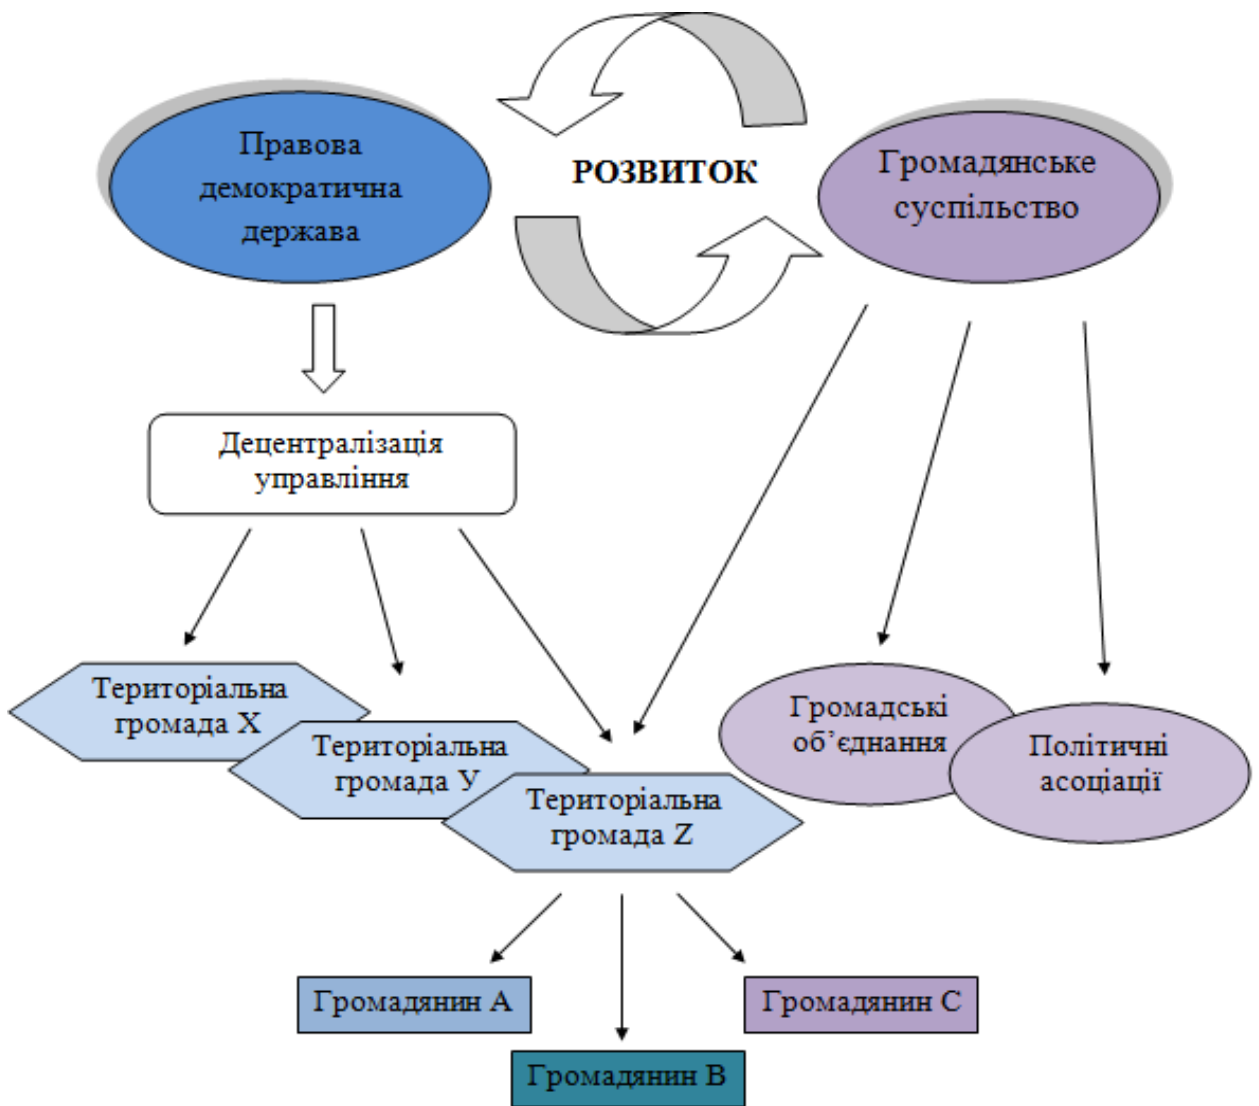 Правова
демократична
держава
РОЗВИТОК
Громадянське
суспільство
Децентралізація
управління
Територіальна
громада X
Територіальна
громада У
Територіальна
громада Z
Громадські
об’єднання
Політичні
асоціації
Громадянин А
Громадянин В
Громадянин С